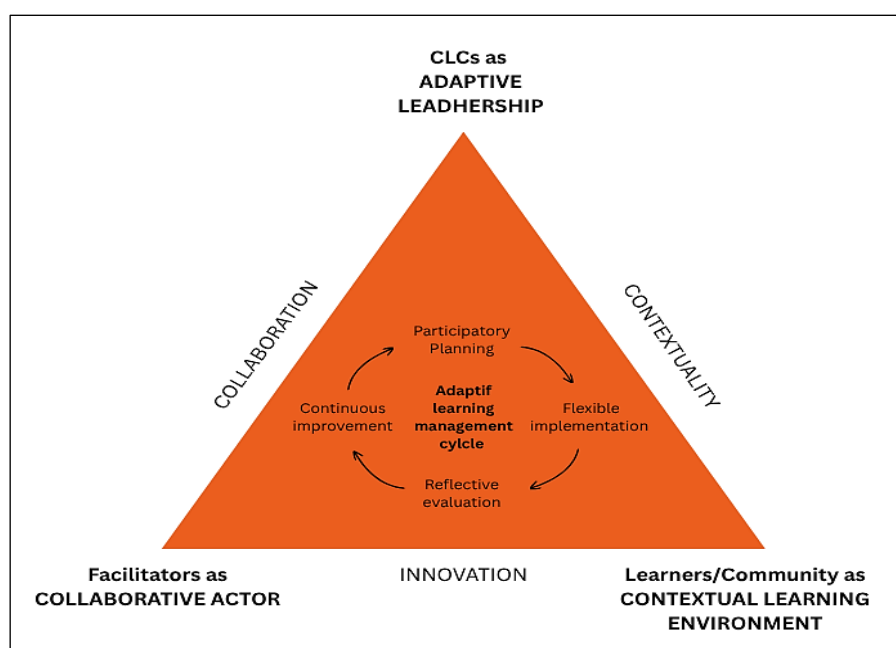 CLCs as
ADAPTIVE
LEADHERSHIP
COLLABORATION
CONTEXTUALITY
Participatory
Planning
Continuous
improvement
Adaptif
learning
management
cylcle
Flexible
implementation
Reflective
evaluation
Facilitators as
COLLABORATIVE ACTOR
INNOVATION
Learners/Community as
CONTEXTUAL LEARNING
ENVIRONMENT